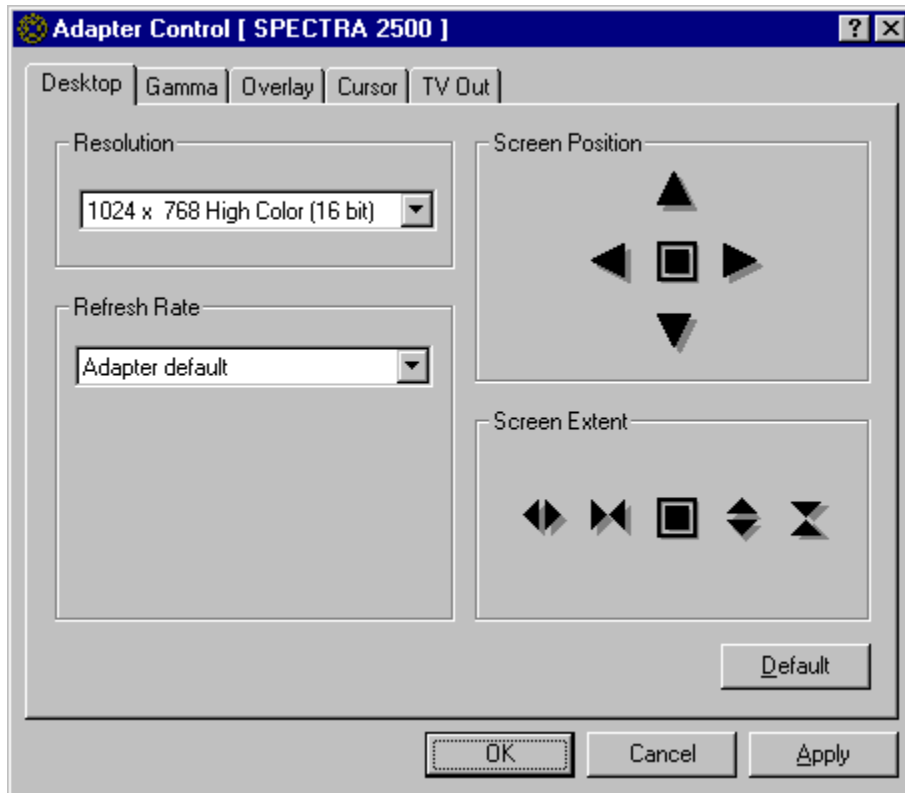 Adapter Control [ SPECTRA 2500 ]
Desktop Gamma Overlay Cursor TV Out
Resolution
1024 x  768 High Color (16 bit)
Refresh Rate
Adapter default
Screen Position
Screen Extent
Default
OK Cancel Apply